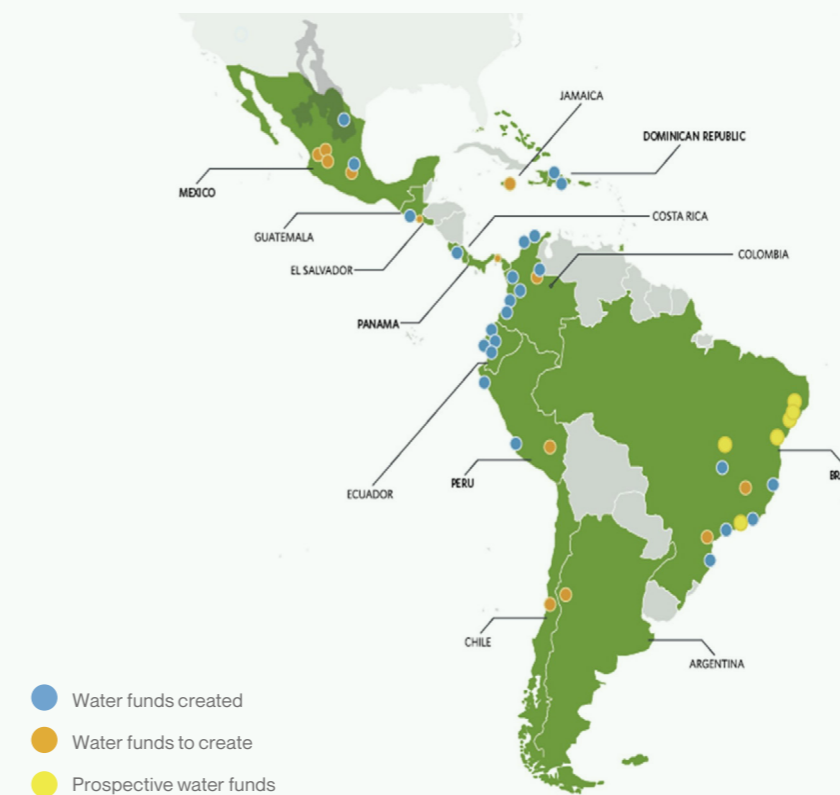 JAMAICA
DOMINICAN REPUBLIC
MEXICO
COSTA RICA
GUATEMALA
COLOMBIA
EL SALVADOR
PANAMA
PERU
BR
ECUADOR
CHILE
ARGENTINA
Water funds created
Water funds to create
Prospective water funds